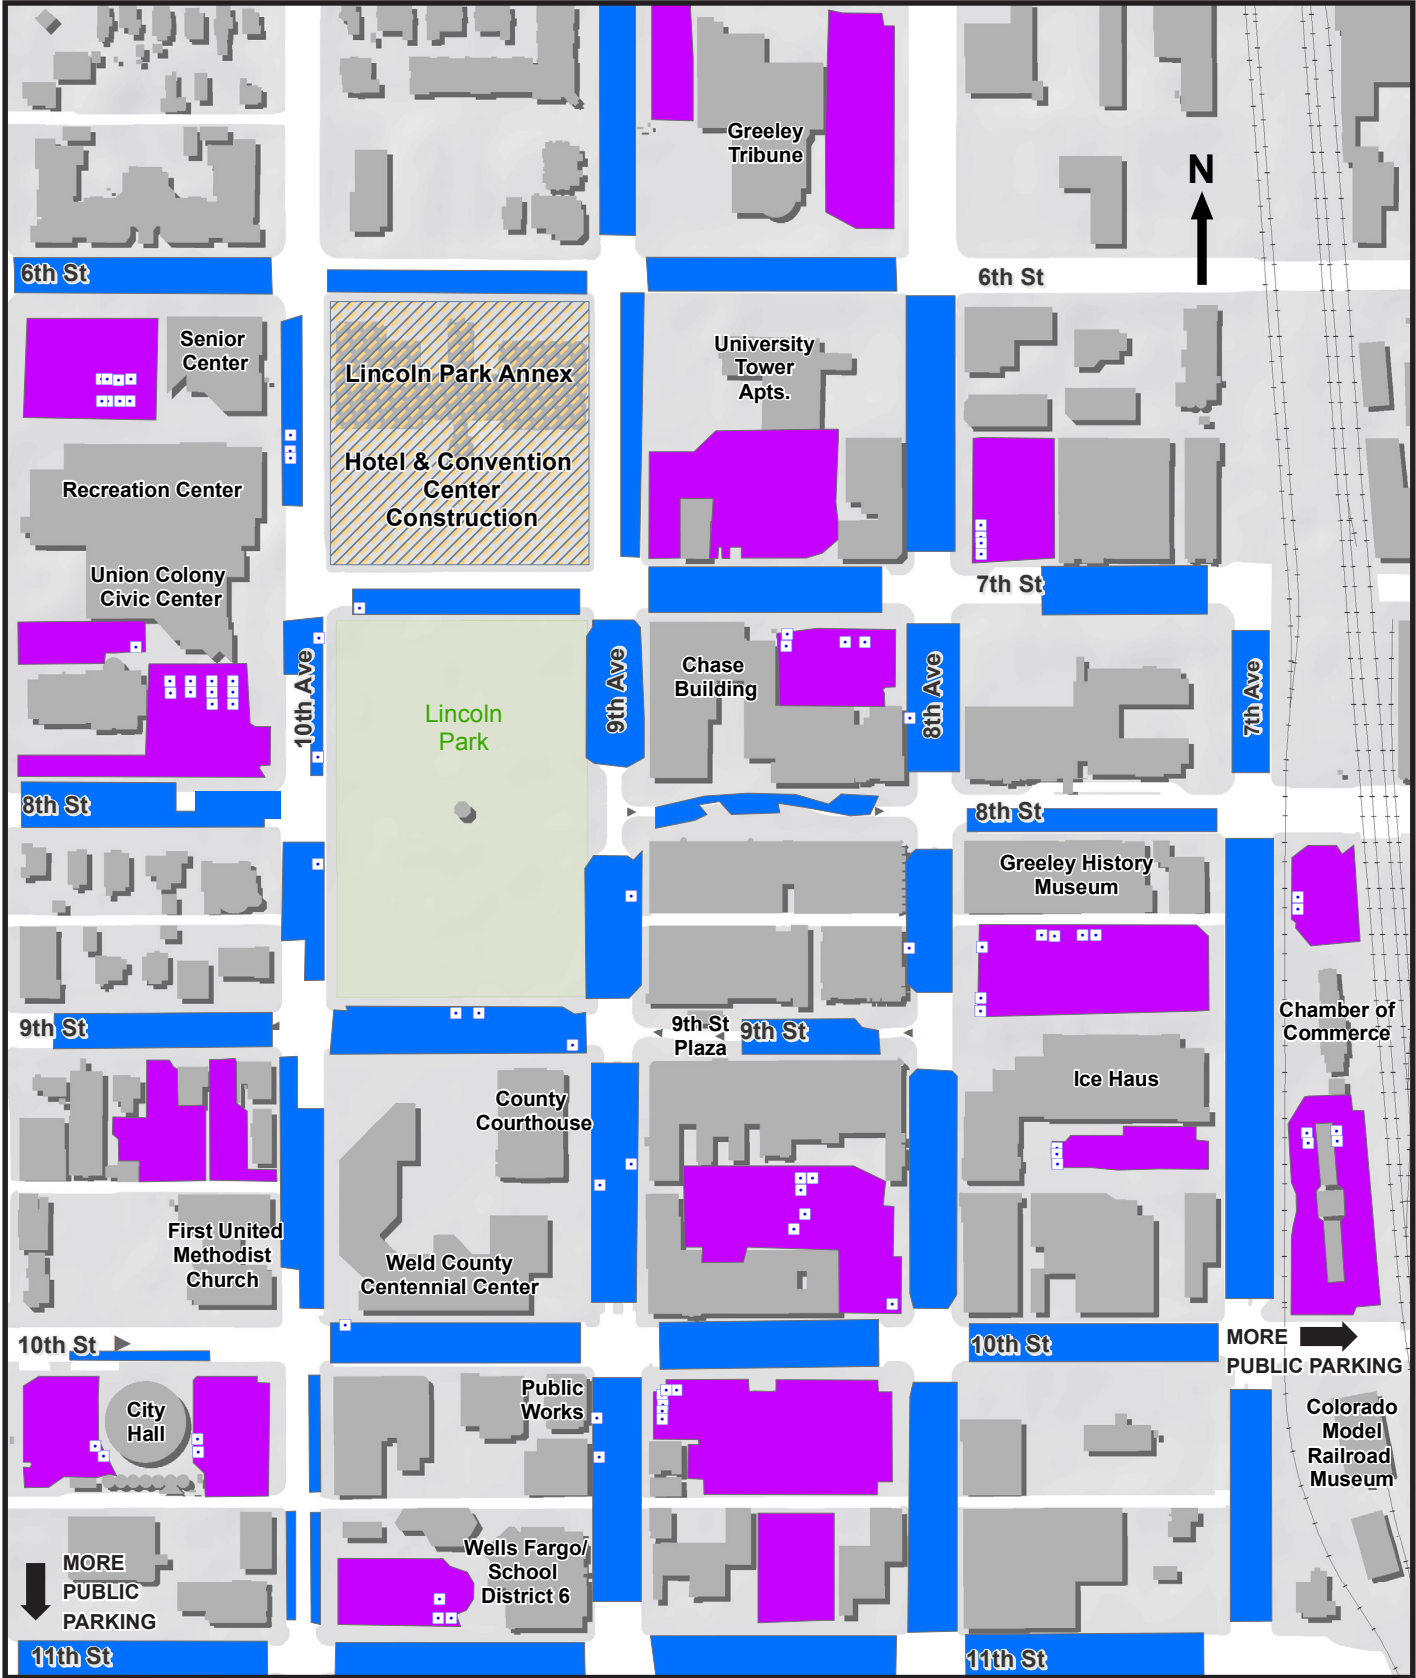 Greeley
Tribune
N
6th St
6th St
Senior
Center
University
Tower
Apts.
Lincoln Park Annex
Hotel & Convention
Center
Construction
Recreation Center
Union Colony
Civic Center
7th St
10th Ave
9th Ave
Chase
Building
8th Ave
7th Ave
Lincoln
Park
8th St
8th St
Greeley History
Museum
9th St
9th St
Plaza
9th St
Chamber of
Commerce
Ice Haus
County
Courthouse
First United
Methodist
Church
Weld County
Centennial Center
10th St
10th St
MORE
PUBLIC PARKING
City
Hall
Public
Works
Colorado
Model
Railroad
Museum
Wells Fargo/
School
District 6
MORE
PUBLIC
PARKING
11th St
11th St